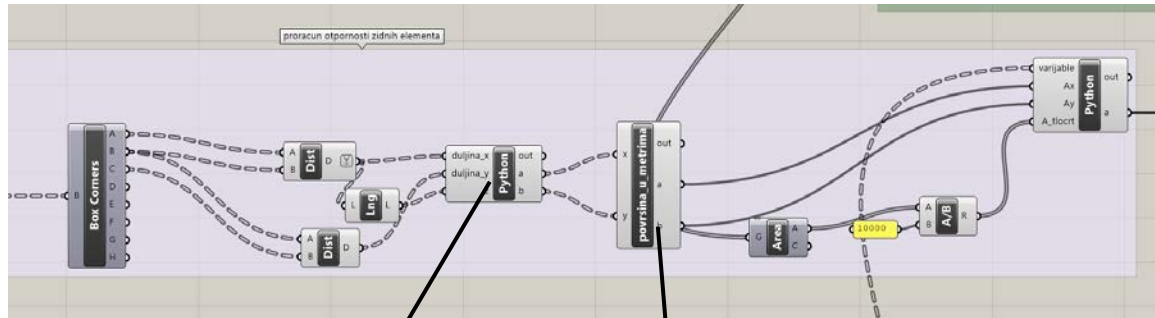 proracun otpornosti zidnih elementa
Box Corners
B
A
B
C
D
E
F
G
H
Dist
A
B
D
Lng
L
L
Dist
A
B
D
Python
duljina_x
duljina_y
out
a
b
povrsina_u_metrima
x
y
out
a
b
Area
G
A
C
10000
A/B
A
B
R
Python
varijable
Ax
Ay
A_tlocrt
out
a